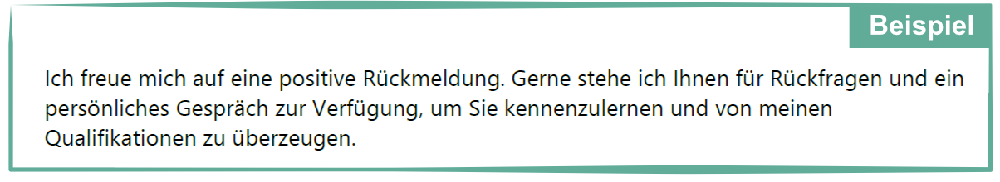 Beispiel
Ich freue mich auf eine positive Rückmeldung. Gerne stehe ich Ihnen für Rückfragen und ein
persönliches Gespräch zur Verfügung, um Sie kennenzulernen und von meinen
Qualifikationen zu überzeugen.